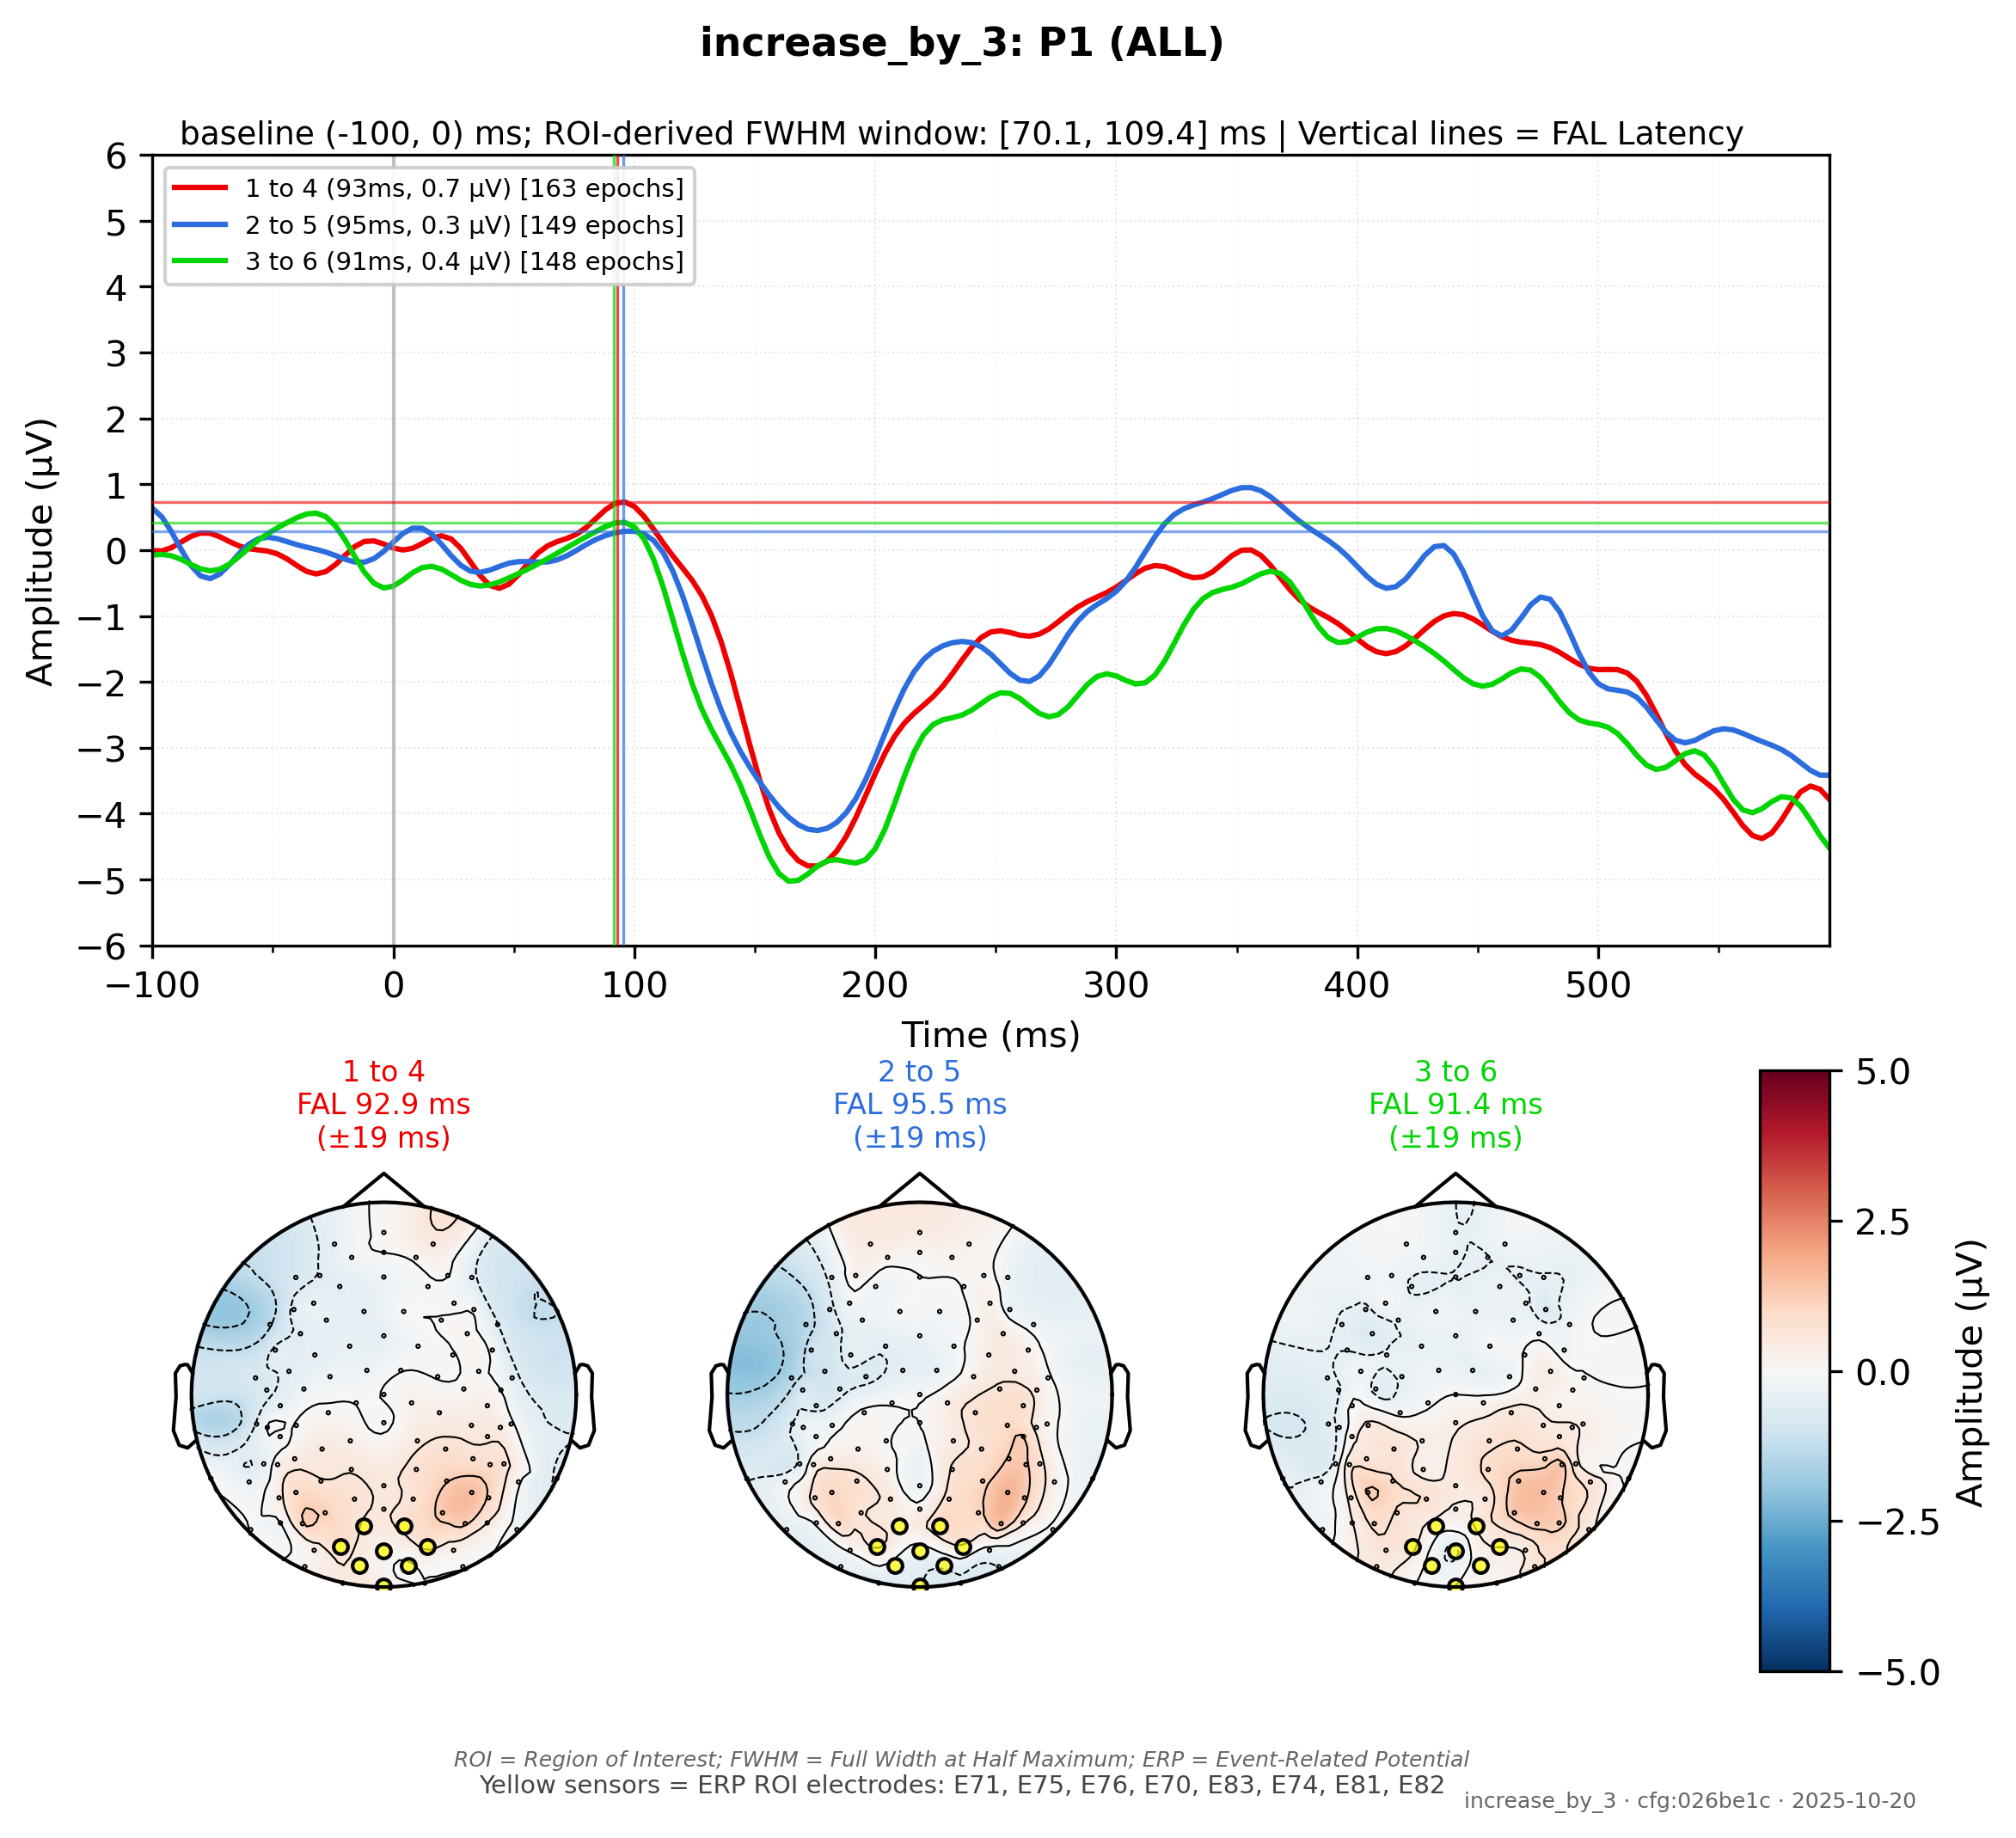 increase_by_3: P1 (ALL)
baseline (-100, 0) ms; ROI-derived FWHM window: [70.1, 109.4] ms | Vertical lines = FAL Latency
1 to 4 (93ms, 0.7 µV) [163 epochs]
2 to 5 (95ms, 0.3 µV) [149 epochs]
3 to 6 (91ms, 0.4 µV) [148 epochs]
6
5
4
3
2
1
0
−1
−2
−3
−4
−5
−6
Amplitude (µV)
−100 0 100 200 300 400 500
Time (ms)
1 to 4
FAL 92.9 ms
(±19 ms)
2 to 5
FAL 95.5 ms
(±19 ms)
3 to 6
FAL 91.4 ms
(±19 ms)
5.0
2.5
0.0
−2.5
−5.0
Amplitude (µV)
ROI = Region of Interest; FWHM = Full Width at Half Maximum; ERP = Event-Related Potential
Yellow sensors = ERP ROI electrodes: E71, E75, E76, E70, E83, E74, E81, E82
increase_by_3 · cfg:026be1c · 2025-10-20